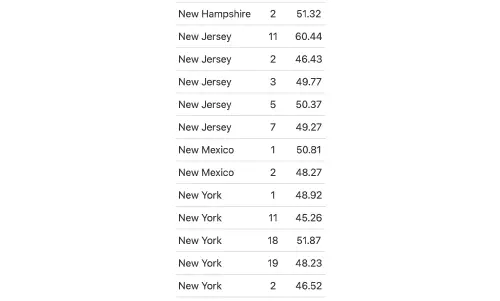 New Hampshire 2 51.32
New Jersey 11 60.44
New Jersey 2 46.43
New Jersey 3 49.77
New Jersey 5 50.37
New Jersey 7 49.27
New Mexico 1 50.81
New Mexico 2 48.27
New York 1 48.92
New York 11 45.26
New York 18 51.87
New York 19 48.23
New York 2 46.52